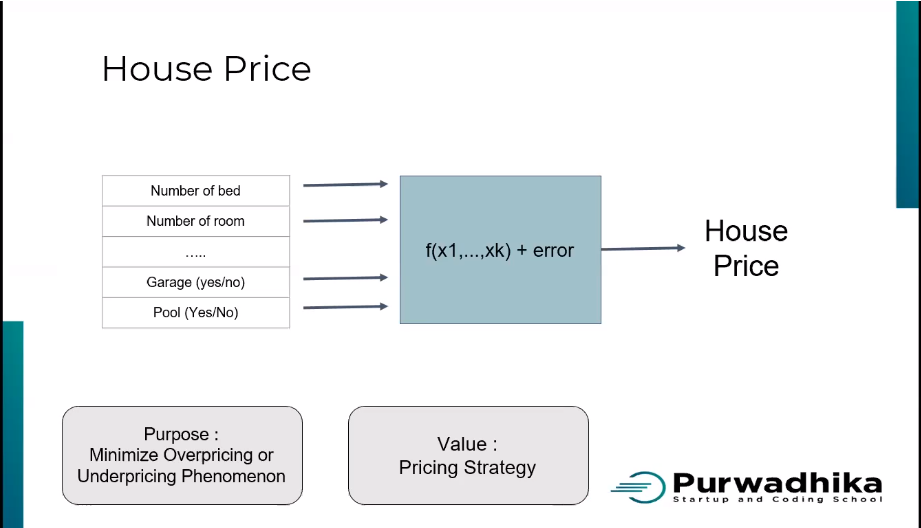 House Price
Number of bed
Number of room
.....
Garage (yes/no)
Pool (Yes/No)
f(x1,...,xk) + error
House
Price
Purpose :
Minimize Overpricing or
Underpricing Phenomenon
Value :
Pricing Strategy
Purwadhika
Startup and Coding School